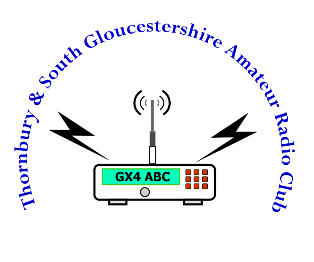 Thornbury & South Gloucestershire Amateur Radio Club
GX4 ABC